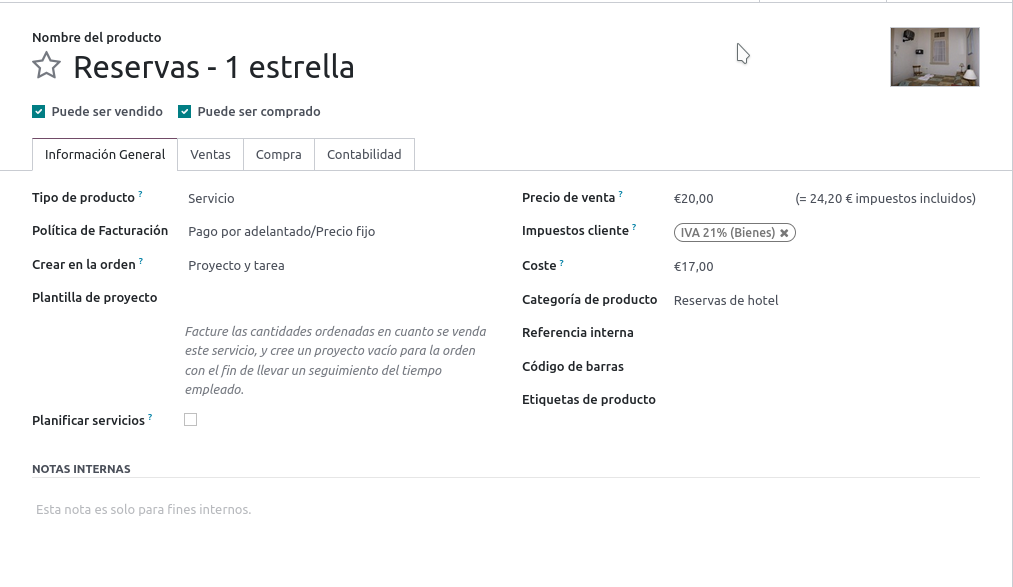 Nombre del producto
Reservas - 1 estrella
Puede ser vendido Puede ser comprado
Información General Ventas Compra Contabilidad
Tipo de producto ? Servicio
Política de Facturación Pago por adelantado/Precio fijo
Crear en la orden ? Proyecto y tarea
Plantilla de proyecto
Facture las cantidades ordenadas en cuanto se venda
este servicio, y cree un proyecto vacío para la orden
con el fin de llevar un seguimiento del tiempo
empleado.
Planificar servicios ?
Precio de venta ? €20,00 (= 24,20 € impuestos incluidos)
Impuestos cliente ? IVA 21% (Bienes) ✖
Coste ? €17,00
Categoría de producto Reservas de hotel
Referencia interna
Código de barras
Etiquetas de producto
NOTAS INTERNAS
Esta nota es solo para fines internos.